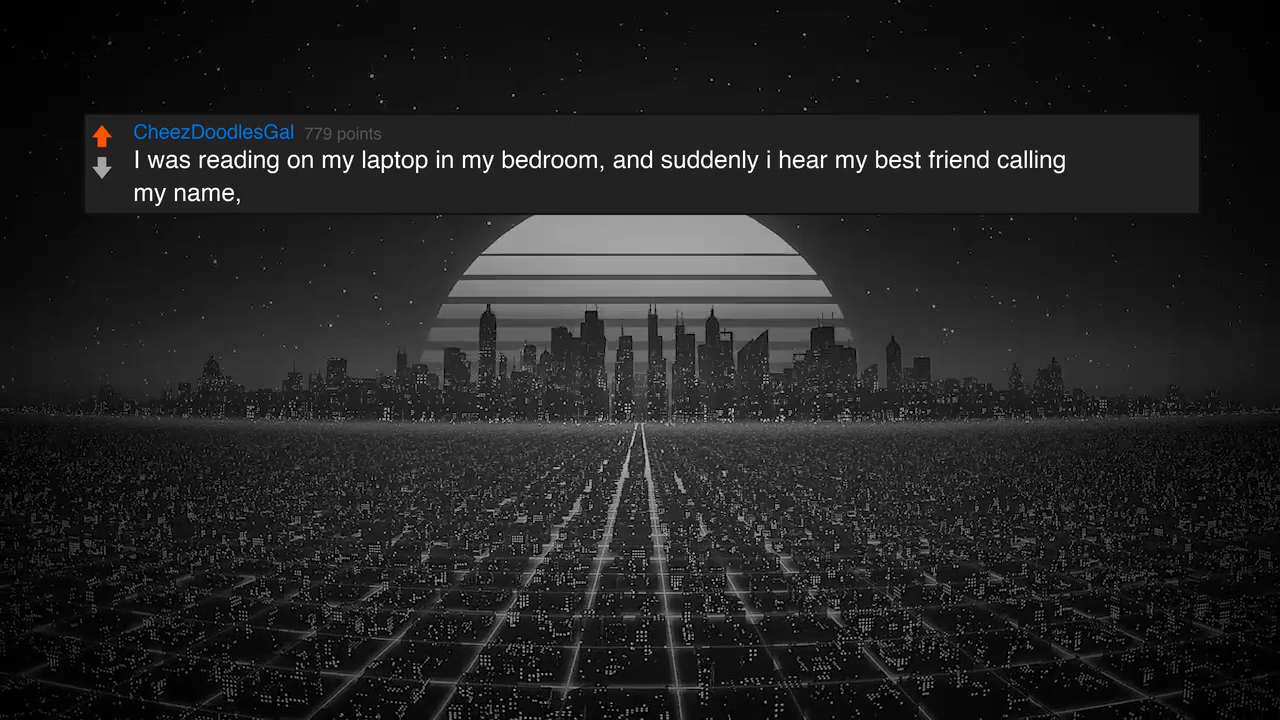 CheezDoodlesGal 779 points
I was reading on my laptop in my bedroom, and suddenly i hear my best friend calling
my name,